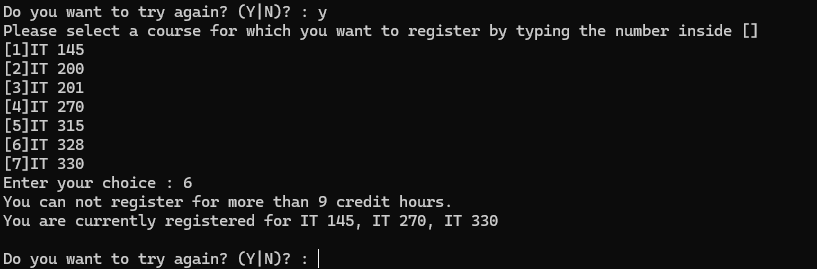 Do you want to try again? (Y|N)? : y
Please select a course for which you want to register by typing the number inside []
[1]IT 145
[2]IT 200
[3]IT 201
[4]IT 270
[5]IT 315
[6]IT 328
[7]IT 330
Enter your choice : 6
You can not register for more than 9 credit hours.
You are currently registered for IT 145, IT 270, IT 330
Do you want to try again? (Y|N)? :